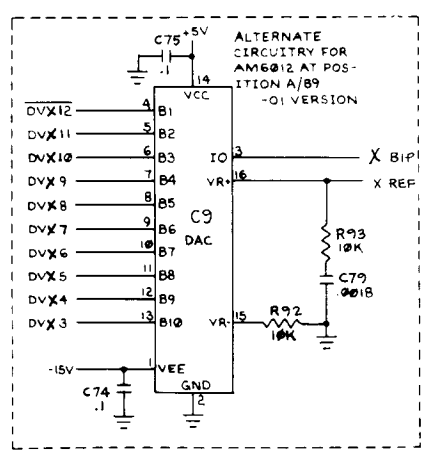 C75
+5V
.1
ALTERNATE
CIRCUITRY FOR
AM6012 AT POS-
ITION A/B9
-01 VERSION
14
VCC
DVX12 4 B1
DVX11 5 B2
DVX10 6 B3 IO 3 X BIP
DVX9 7 B4 VR+ 16 X REF
DVX8 8 B5
C9
DAC
DVX7 9 B6
DVX6 10 B7
R93
10K
DVX5 11 B8
C79
.0018
DVX4 12 B9
DVX3 13 B10 VR- 15 R92
10K
-15V 1 VEE
C74
.1
GND
2